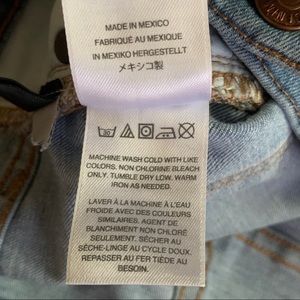 MADE IN MEXICO
FABRIQUÉ AU MEXIQUE
IN MEXIKO HERGESTELLT
メキシコ製
30
MACHINE WASH COLD WITH LIKE
COLORS. NON CHLORINE BLEACH
ONLY. TUMBLE DRY LOW. WARM
IRON AS NEEDED.
LAVER À LA MACHINE À L'EAU
FROIDE AVEC DES COULEURS
SIMILAIRES. AGENT DE
BLANCHIMENT NON CHLORÉ
SEULEMENT. SÉCHER AU
SÈCHE-LINGE AU CYCLE DOUX.
REPASSER AU FER TIÈDE AU
BESOIN.